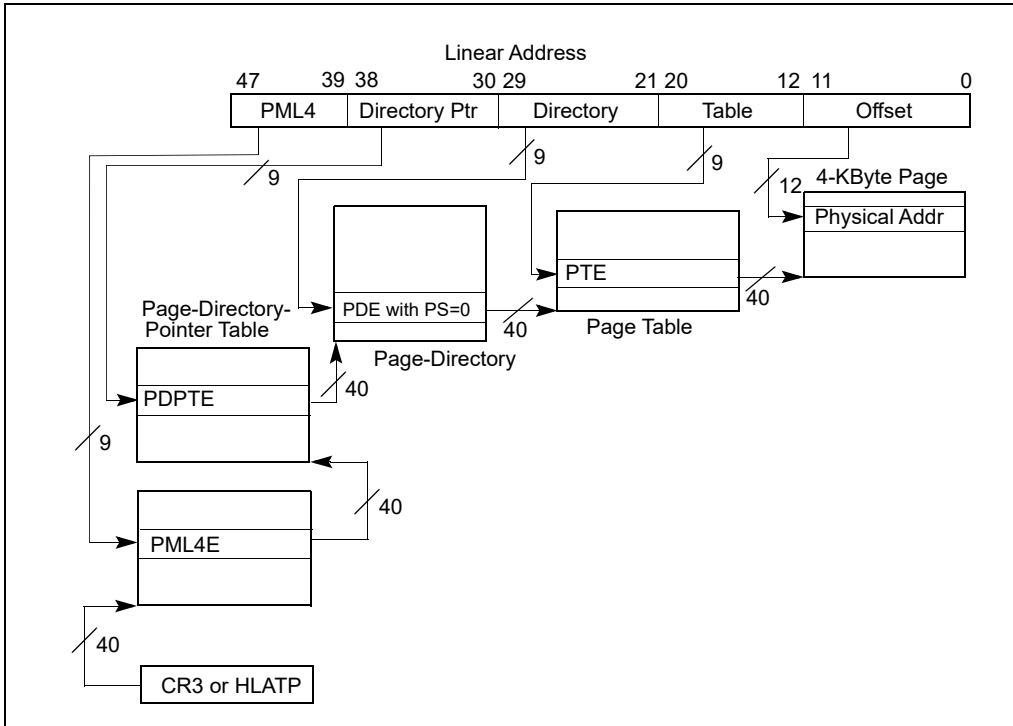 Linear Address
47 39 38 30 29 21 20 12 11 0
PML4 Directory Ptr Directory Table Offset
9 9 9 12 4-KByte Page
Physical Addr
PTE
40
PDE with PS=0
40
Page Table
Page-Directory-
Pointer Table
Page-Directory
40
PDPTE
9
40
PML4E
40
CR3 or HLATP